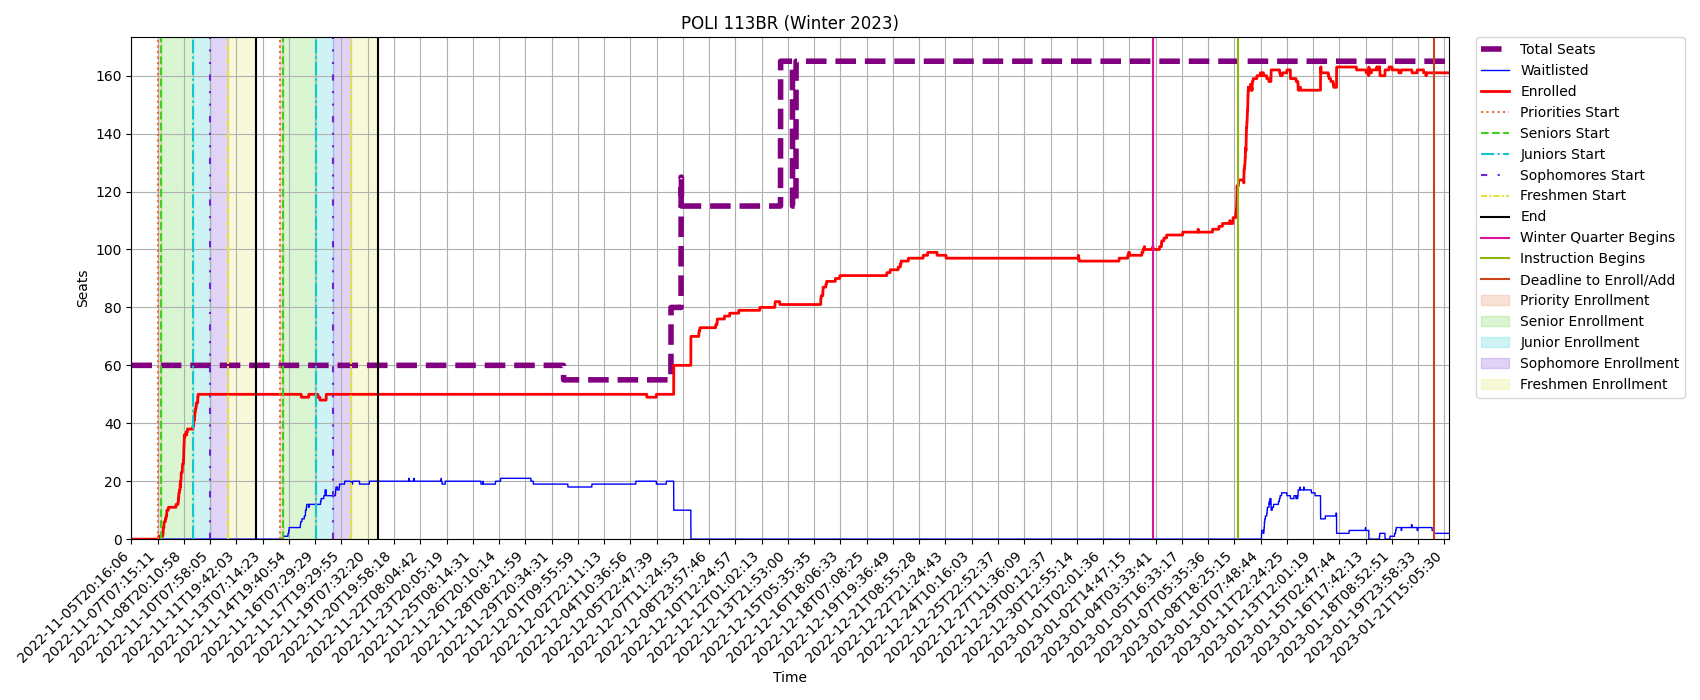 POLI 113BR (Winter 2023)
Seats
160
140
120
100
80
60
40
20
0
2022-11-05T20:16:06
2022-11-07T07:15:11
2022-11-08T20:10:58
2022-11-10T07:58:05
2022-11-11T19:42:03
2022-11-13T07:14:23
2022-11-14T19:40:54
2022-11-16T07:29:29
2022-11-17T19:29:55
2022-11-19T07:32:20
2022-11-20T19:58:18
2022-11-22T08:04:42
2022-11-23T20:05:19
2022-11-25T08:14:31
2022-11-26T20:10:14
2022-11-28T08:21:59
2022-11-29T20:34:31
2022-12-01T09:55:59
2022-12-02T22:11:13
2022-12-04T10:36:56
2022-12-05T22:47:39
2022-12-07T11:24:53
2022-12-08T23:57:46
2022-12-10T12:24:57
2022-12-12T01:02:13
2022-12-13T21:53:00
2022-12-15T05:35:35
2022-12-16T18:06:33
2022-12-18T07:08:25
2022-12-19T19:36:49
2022-12-21T08:55:28
2022-12-22T21:24:43
2022-12-24T10:16:03
2022-12-25T22:52:37
2022-12-27T11:36:09
2022-12-29T00:12:37
2022-12-30T12:55:14
2023-01-01T02:01:36
2023-01-02T14:47:15
2023-01-04T03:33:41
2023-01-05T16:33:17
2023-01-07T05:35:36
2023-01-08T18:25:15
2023-01-10T07:48:44
2023-01-11T22:24:25
2023-01-13T12:01:19
2023-01-15T02:47:44
2023-01-16T17:42:13
2023-01-18T08:52:51
2023-01-19T23:58:33
2023-01-21T15:05:30
Time
Total Seats
Waitlisted
Enrolled
Priorities Start
Seniors Start
Juniors Start
Sophomores Start
Freshmen Start
End
Winter Quarter Begins
Instruction Begins
Deadline to Enroll/Add
Priority Enrollment
Senior Enrollment
Junior Enrollment
Sophomore Enrollment
Freshmen Enrollment